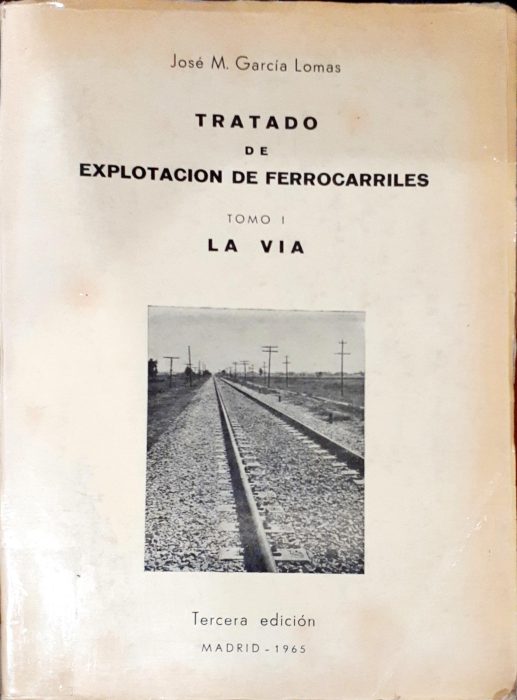 José M. García Lomas
TRATADO
DE
EXPLOTACION DE FERROCARRILES
TOMO I
LA VIA
Tercera edición
MADRID - 1965